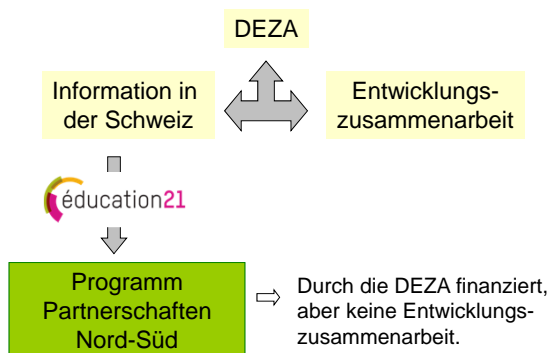 DEZA
Information in
der Schweiz
Entwicklungs-
zusammenarbeit
éducation21
Programm
Partnerschaften
Nord-Süd
Durch die DEZA finanziert,
aber keine Entwicklungs-
zusammenarbeit.